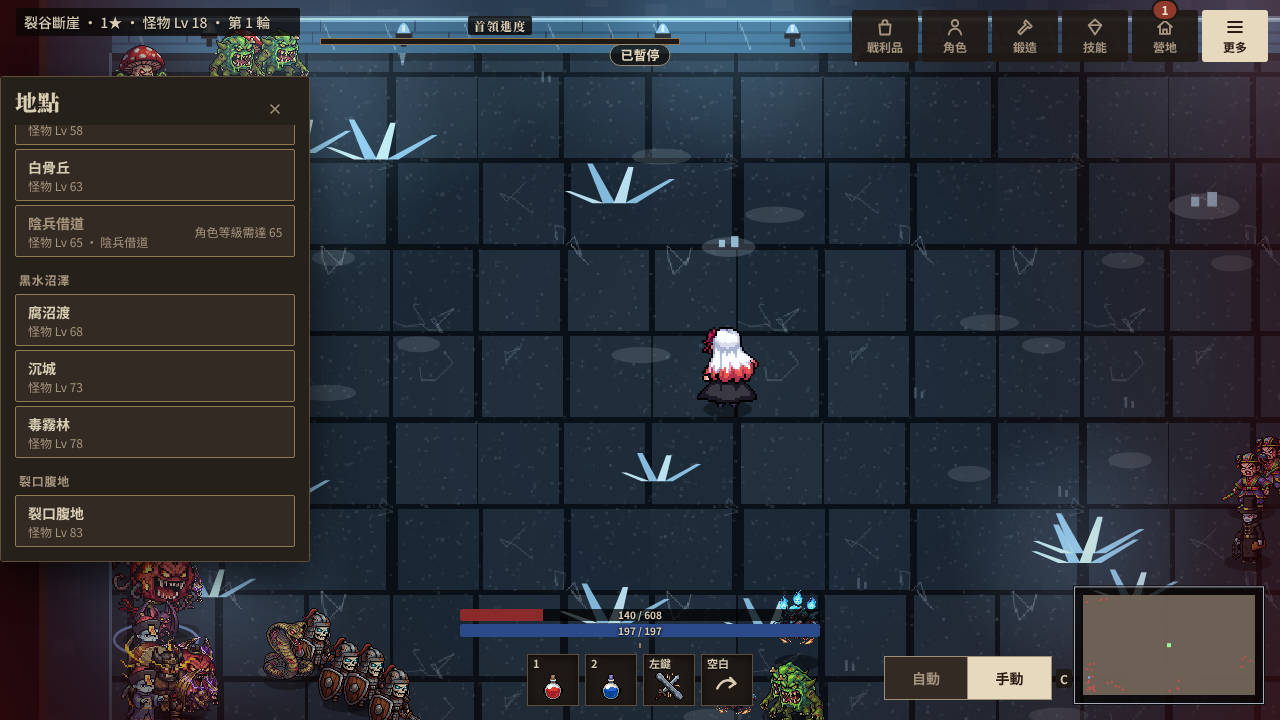 裂谷斷崖 · 1★ · 怪物 Lv 18 · 第 1 輪
首領進度
已暫停
戰利品
角色
鍛造
技能
1
營地
更多
地點
×
怪物 Lv 58
白骨丘
怪物 Lv 63
陰兵借道
怪物 Lv 65 · 陰兵借道
角色等級需達 65
黑水沼澤
腐沼渡
怪物 Lv 68
沉城
怪物 Lv 73
毒霧林
怪物 Lv 78
裂口腹地
裂口腹地
怪物 Lv 83
140 / 608
197 / 197
1
2
左鍵
空白
自動
手動
C